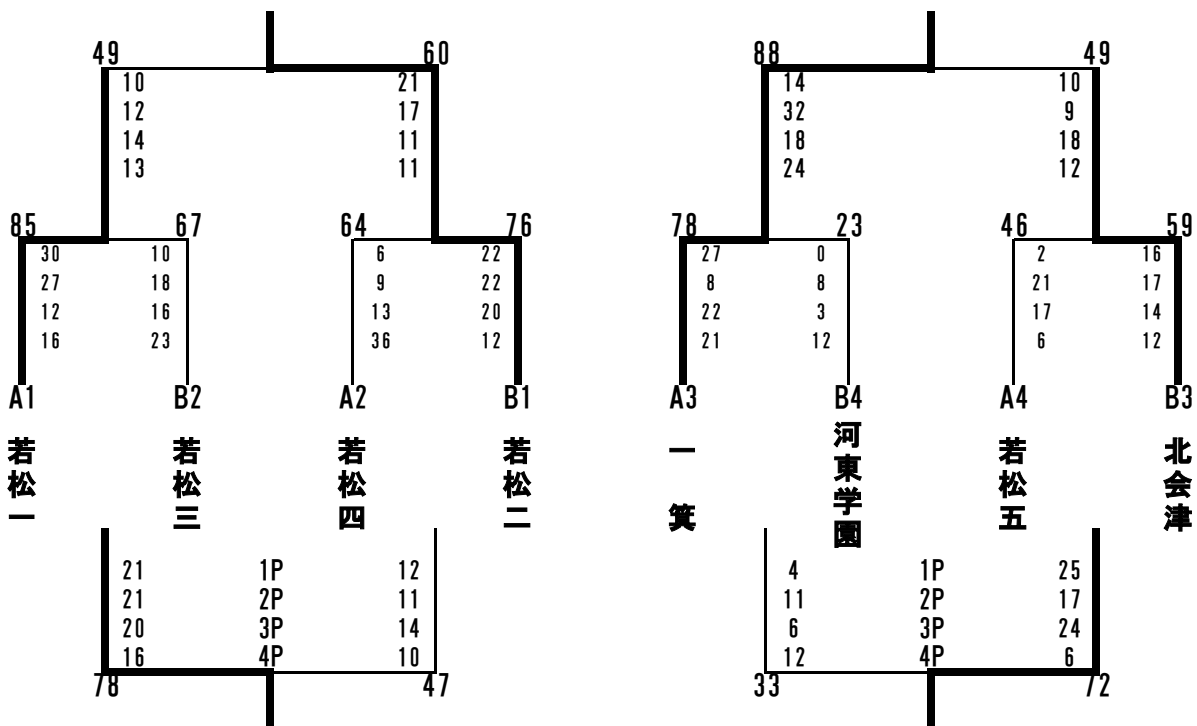 49 60 88 49
10 21 14 10
12 17 32 9
14 11 18 18
13 11 24 12
85 67 64 76 78 23 46 59
30 10 6 22 27 0 2 16
27 18 9 22 8 8 21 17
12 16 13 20 22 3 17 14
16 23 36 12 21 12 6 12
A1 B2 A2 B1 A3 B4 A4 B3
若松一
若松三
若松四
若松二
一 箕
河東学園
若松五
北会津
21 1P 12 4 1P 25
21 2P 11 11 2P 17
20 3P 14 6 3P 24
16 4P 10 12 4P 6
78 47 33 72